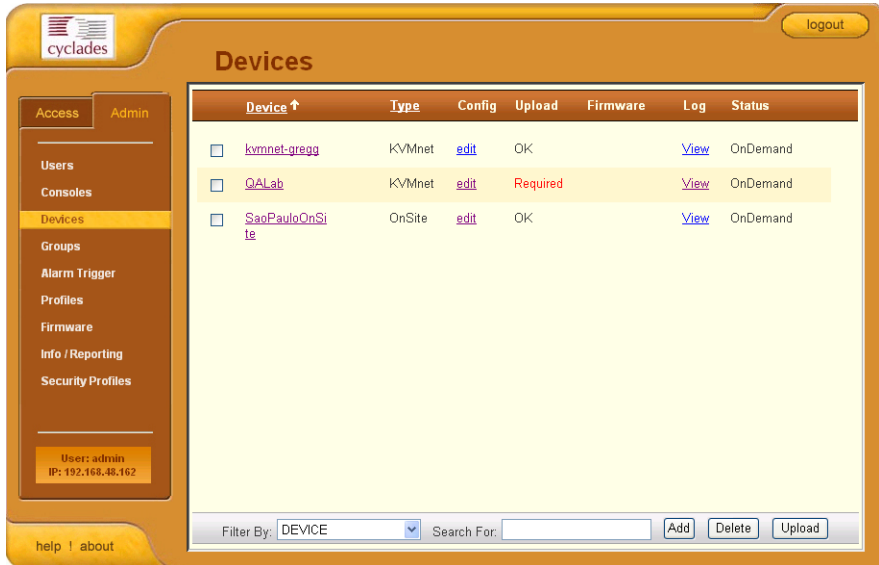 cyclades
logout
Devices
Access Admin
Users
Consoles
Devices
Groups
Alarm Trigger
Profiles
Firmware
Info / Reporting
Security Profiles
User: admin
IP: 192.168.48.162
help ! about
Device Type Config Upload Firmware Log Status
kvmnet-gregg KVMnet edit OK View OnDemand
QALab KVMnet edit Required View OnDemand
SaoPauloOnSi OnSite edit OK View OnDemand
te
Filter By: DEVICE Search For: Add Delete Upload